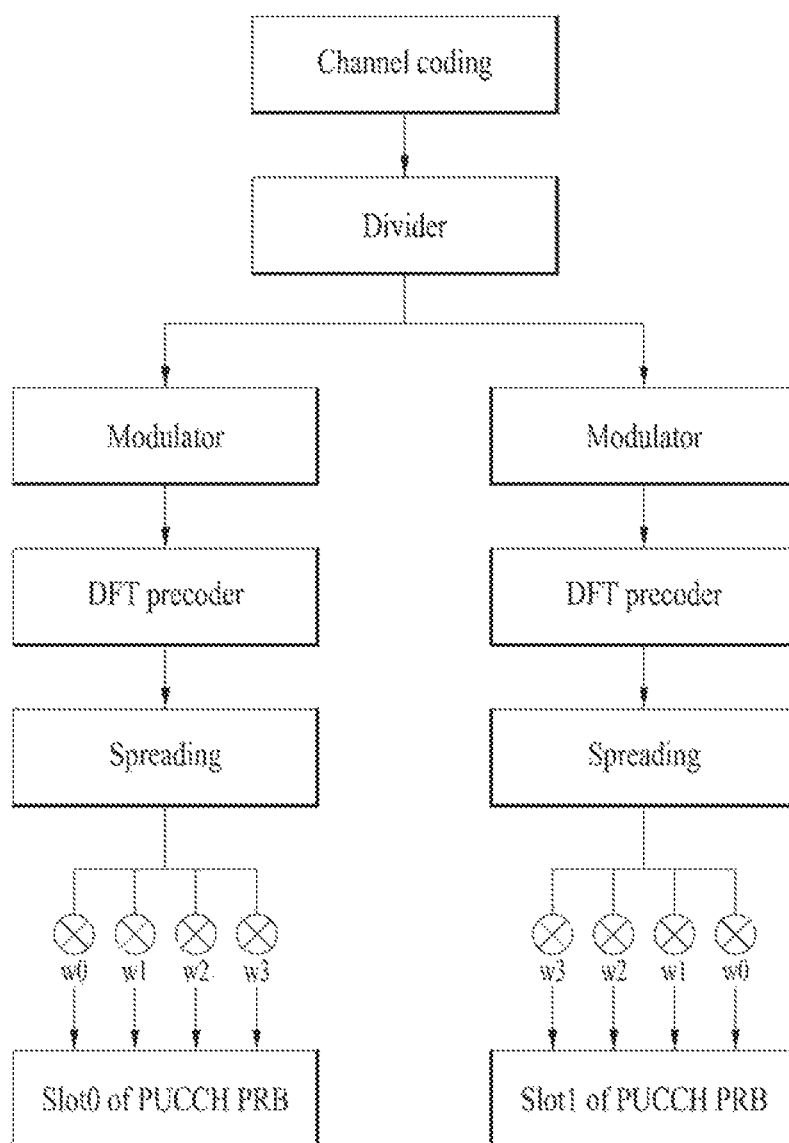 Channel coding
Divider
Modulator
Modulator
DFT precoder
DFT precoder
Spreading
Spreading
w0 w1 w2 w3
w3 w2 w1 w0
Slot0 of PUCCH PRB
Slot1 of PUCCH PRB